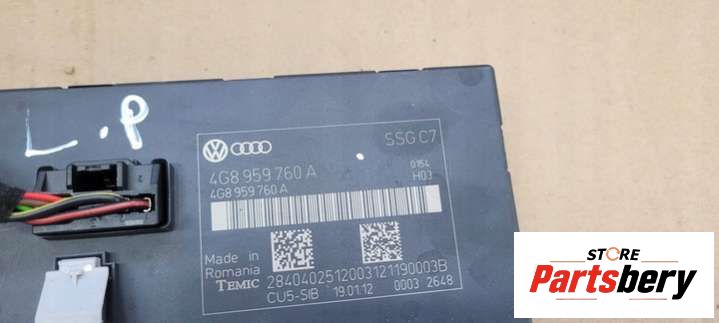 L.P
SSG C7
4G8 959 760 A
0154
4G8 959 760 A
H03
Made in
Romania
TEMIC
2840402512003121190003B
CU5-SIB 19.01.12 0003 2648
STORE
Partsbery